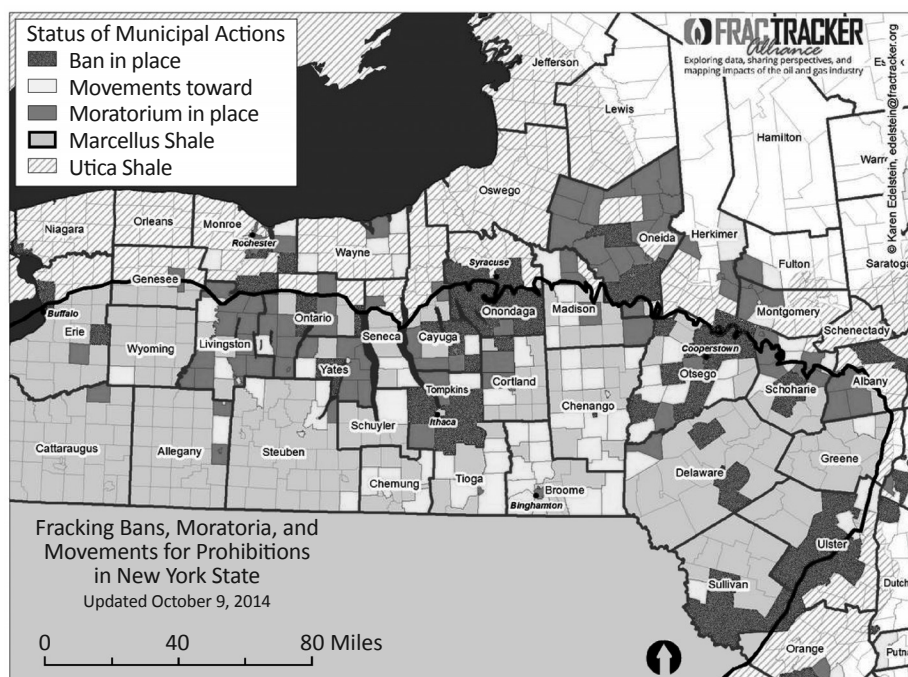 Status of Municipal Actions
Ban in place
Movements toward
Moratorium in place
Marcellus Shale
Utica Shale
FRACTRACKER
Alliance
Exploring data, sharing perspectives, and
mapping impacts of the oil and gas industry
© Karen Edelstein, edelstein@fractracker.org
Jefferson
Lewis
Hamilton
Oswego
Orleans
Niagara
Monroe
Rochester
Wayne
Oneida
Herkimer
Fulton
Saratoga
Syracuse
Genesee
Montgomery
Buffalo
Erie
Wyoming
Livingston
Ontario
Seneca
Cayuga
Onondaga
Madison
Schenectady
Cooperstown
Otsego
Schoharie
Albany
Yates
Tompkins
Ithaca
Cortland
Chenango
Schuyler
Cattaraugus
Allegany
Steuben
Chemung
Tioga
Broome
Binghamton
Delaware
Greene
Ulster
Sullivan
Dutch
Orange
Putn
Fracking Bans, Moratoria, and
Movements for Prohibitions
in New York State
Updated October 9, 2014
0 40 80 Miles